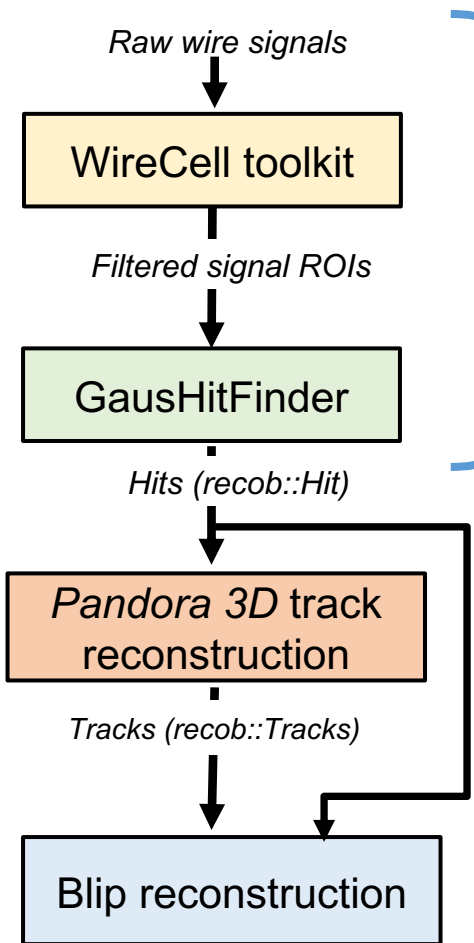 Raw wire signals
WireCell toolkit
Filtered signal ROIs
GausHitFinder
Hits (recob::Hit)
Pandora 3D track
reconstruction
Tracks (recob::Tracks)
Blip reconstruction